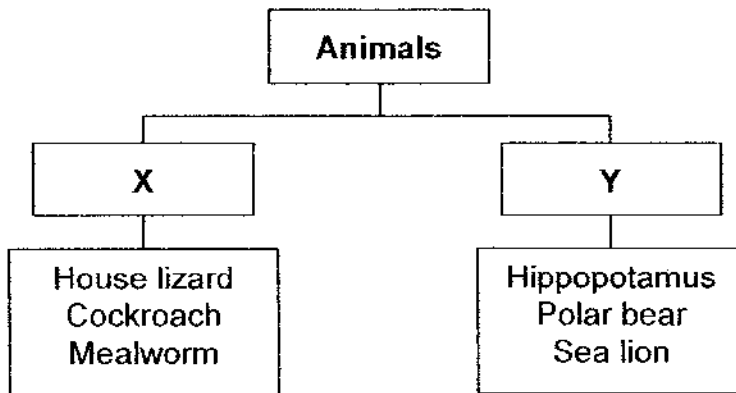 Animals
X
Y
House lizard
Cockroach
Mealworm
Hippopotamus
Polar bear
Sea lion